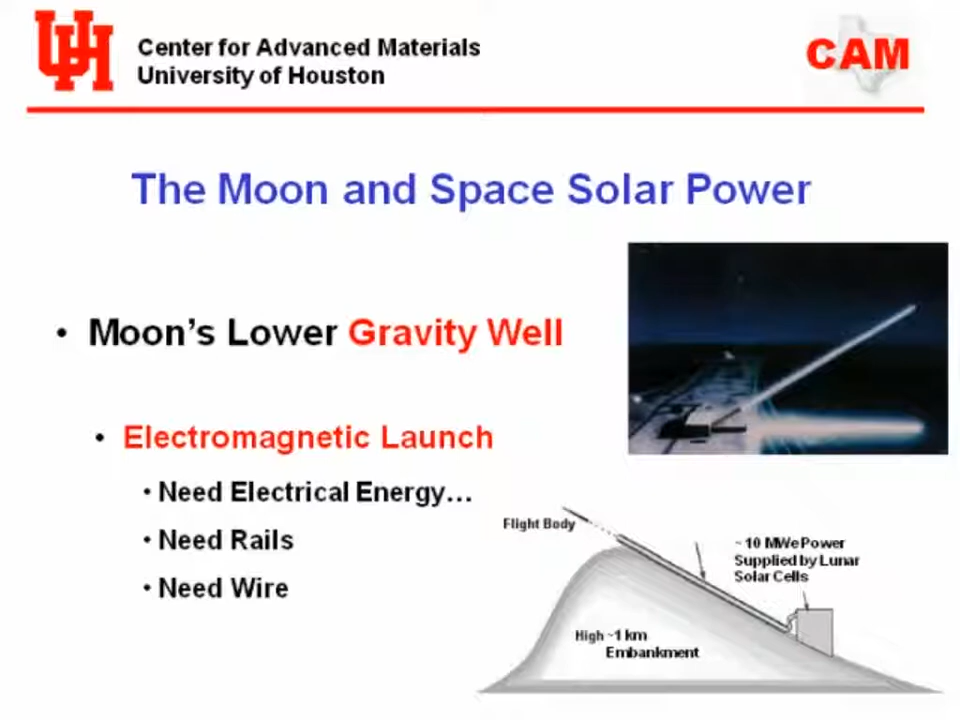 UH
Center for Advanced Materials
University of Houston
CAM
The Moon and Space Solar Power
• Moon's Lower Gravity Well
• Electromagnetic Launch
• Need Electrical Energy…
• Need Rails
• Need Wire
Flight Body
~ 10 MWe Power
Supplied by Lunar
Solar Cells
High ~1 km
Embankment